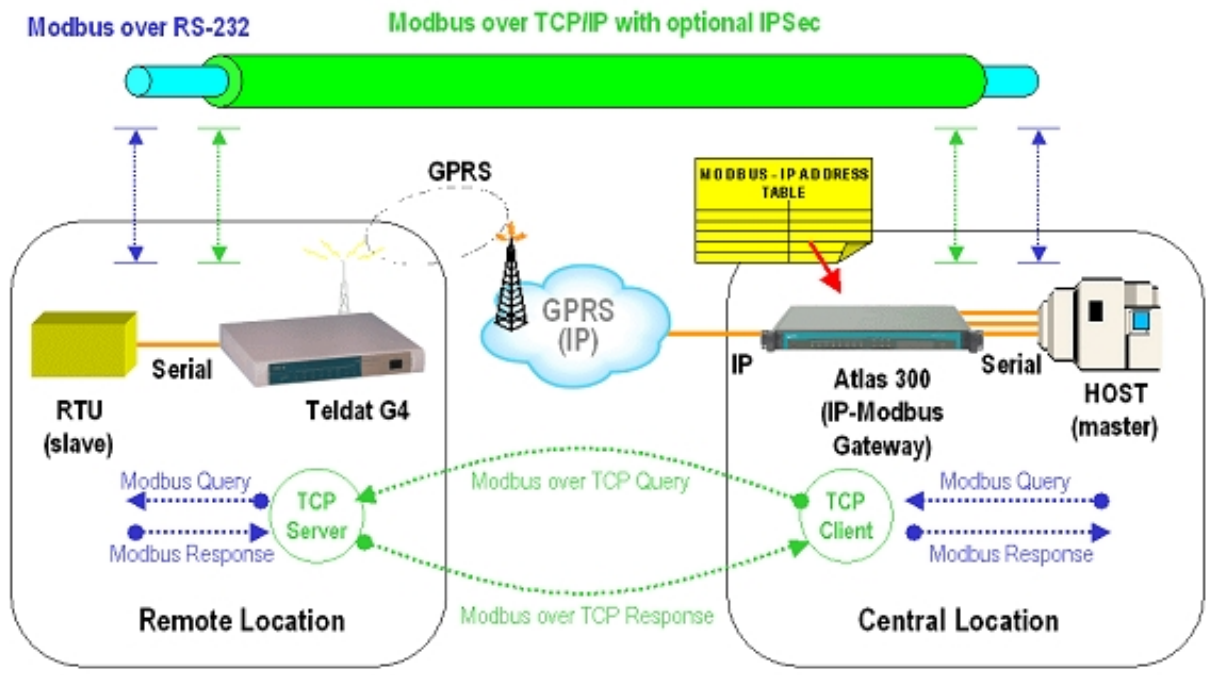 Modbus over RS-232
Modbus over TCP/IP with optional IPSec
GPRS
MODBUS - IP ADDRESS
TABLE
GPRS
(IP)
Serial
RTU
(slave)
Teldat G4
IP
Atlas 300
(IP-Modbus
Gateway)
Serial
HOST
(master)
Modbus Query
Modbus Response
TCP
Server
Modbus over TCP Query
Modbus over TCP Response
TCP
Client
Modbus Query
Modbus Response
Remote Location
Central Location